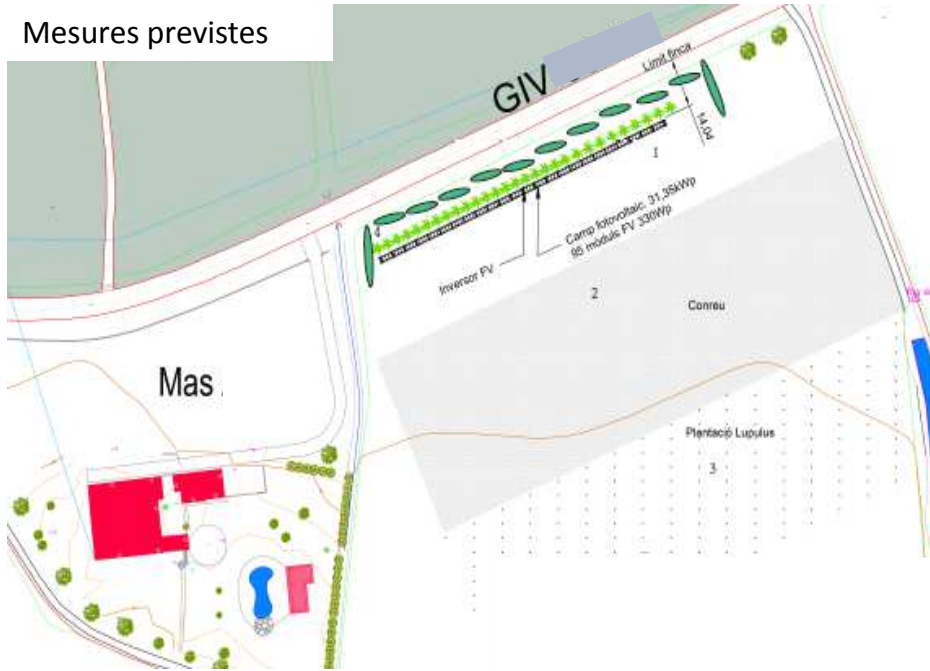 Mesures previstes
GIV
Límit finca
14.04
1
4
Camp fotovoltaic. 31,35kWp
95 mòduls FV 330Wp
Inversor FV
2
Conreu
Mas
Plantació Lupulus
3